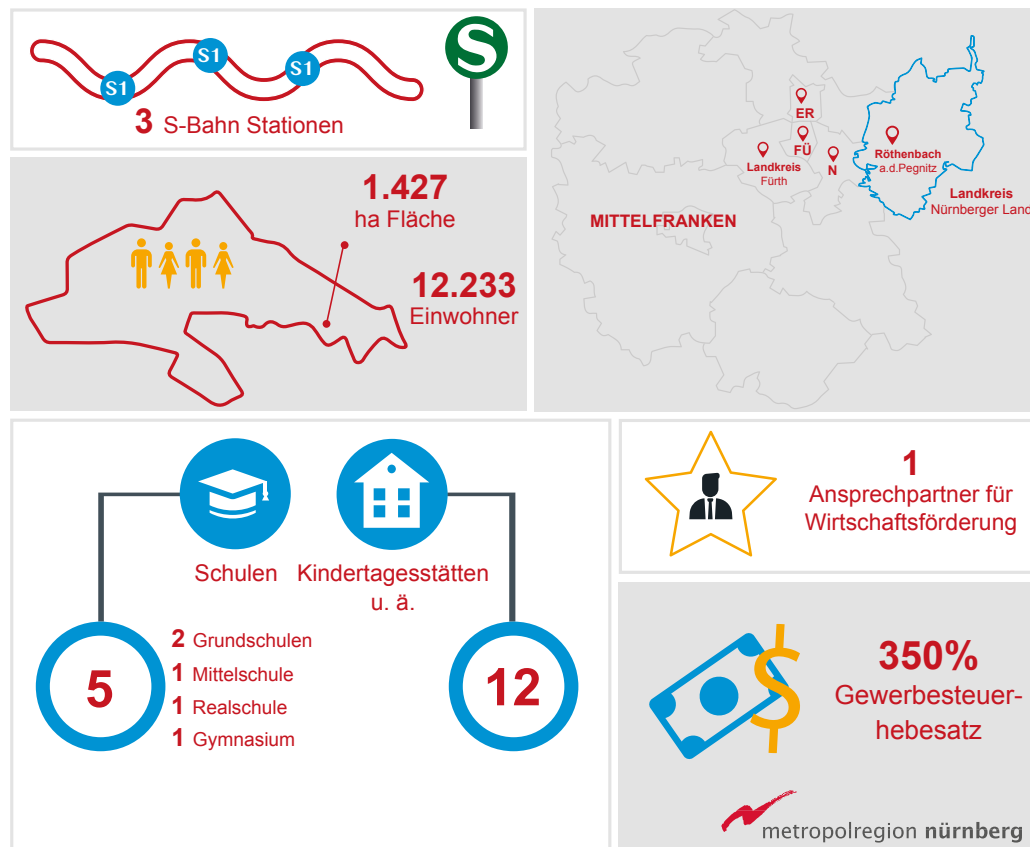 S1
S1
S1
S
3 S-Bahn Stationen
1.427
ha Fläche
12.233
Einwohner
ER
FÜ
Landkreis
Fürth
N
Röthenbach
a.d.Pegnitz
Landkreis
Nürnberger Land
MITTELFRANKEN
Schulen
Kindertagesstätten
u. ä.
5
2 Grundschulen
1 Mittelschule
1 Realschule
1 Gymnasium
12
1
Ansprechpartner für
Wirtschaftsförderung
350%
Gewerbesteuer-
hebesatz
metropolregion nürnberg